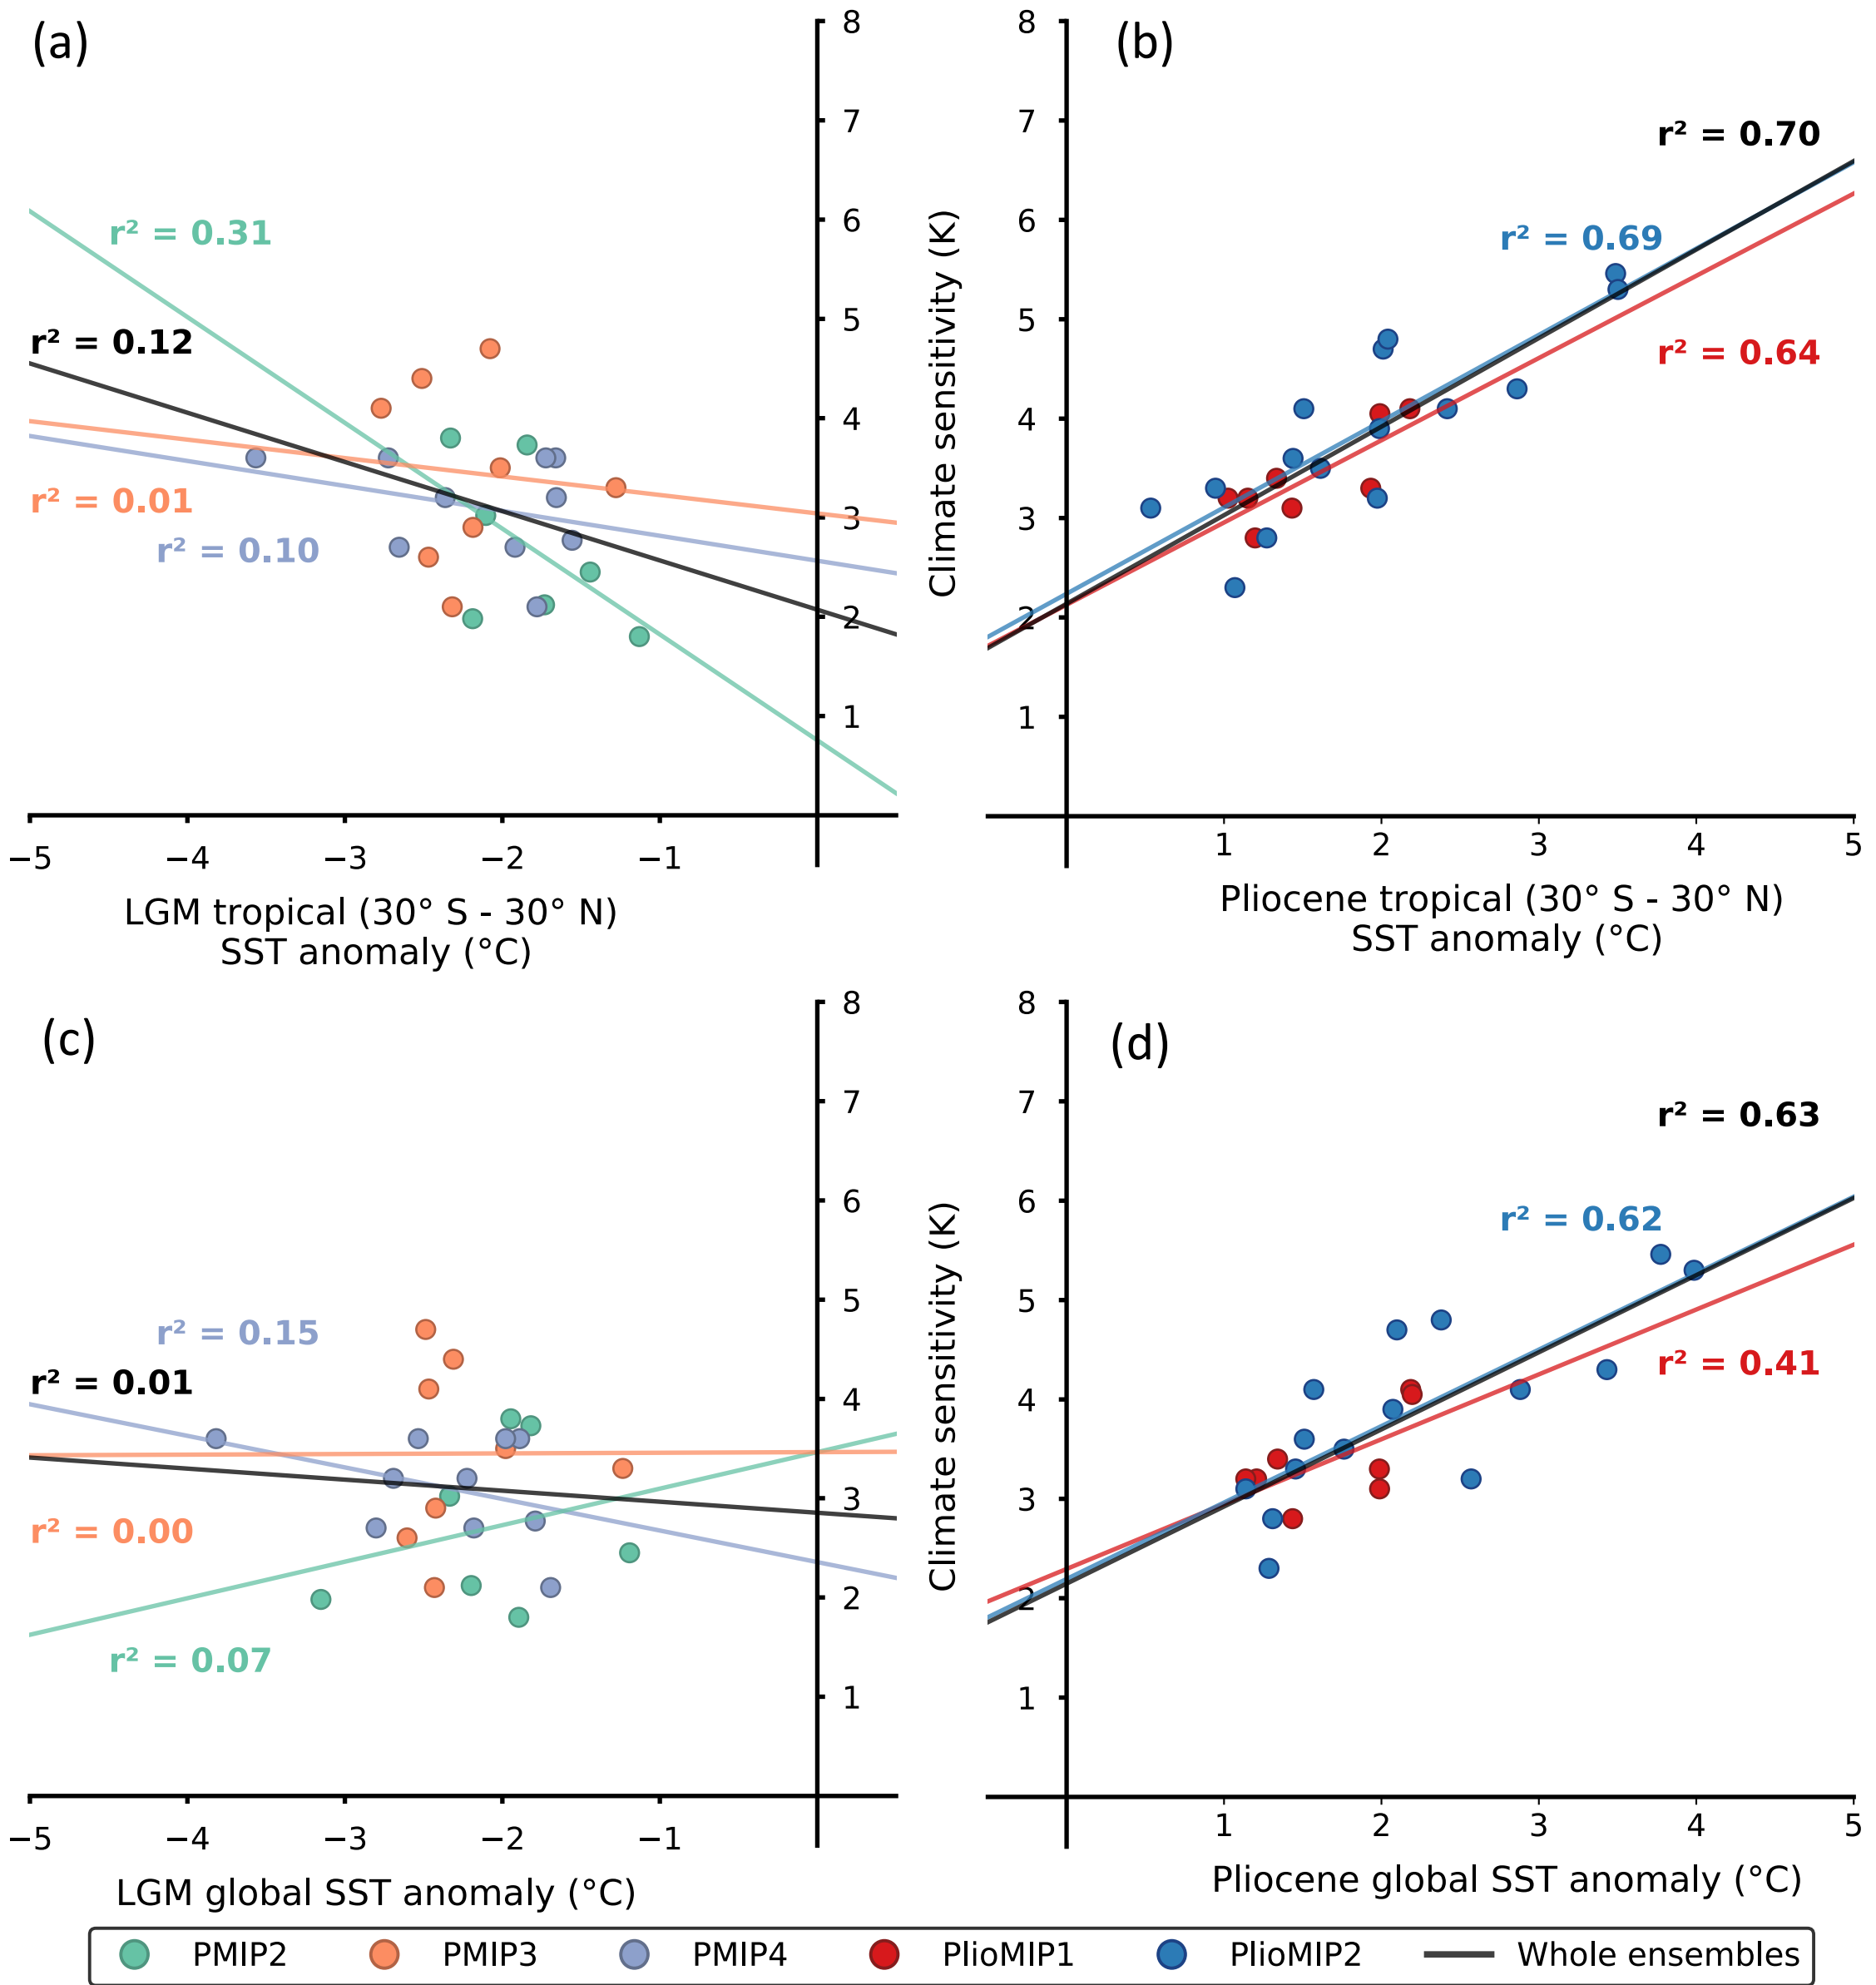 (a)
8
7
6
5
4
3
2
1
r² = 0.31
r² = 0.12
r² = 0.01
r² = 0.10
−5
−4
−3
−2
−1
LGM tropical (30° S - 30° N)
SST anomaly (°C)
(b)
Climate sensitivity (K)
8
7
6
5
4
3
2
1
r² = 0.70
r² = 0.69
r² = 0.64
1
2
3
4
5
Pliocene tropical (30° S - 30° N)
SST anomaly (°C)
(c)
8
7
6
5
4
3
2
1
r² = 0.15
r² = 0.01
r² = 0.00
r² = 0.07
−5
−4
−3
−2
−1
LGM global SST anomaly (°C)
(d)
Climate sensitivity (K)
8
7
6
5
4
3
2
1
r² = 0.63
r² = 0.62
r² = 0.41
1
2
3
4
5
Pliocene global SST anomaly (°C)
PMIP2
PMIP3
PMIP4
PlioMIP1
PlioMIP2
Whole ensembles